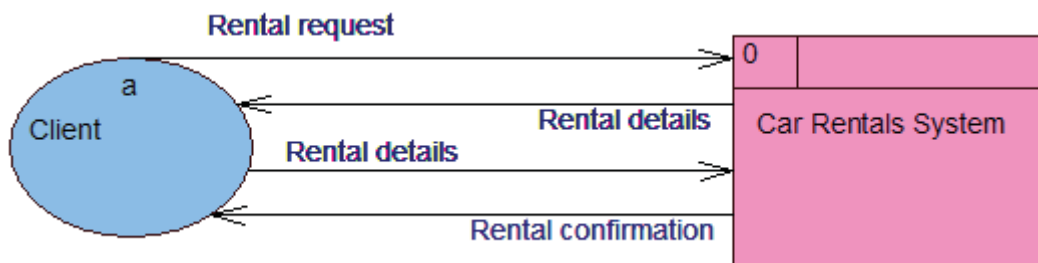 Rental request
0
a
Rental details
Client
Car Rentals System
Rental details
Rental confirmation